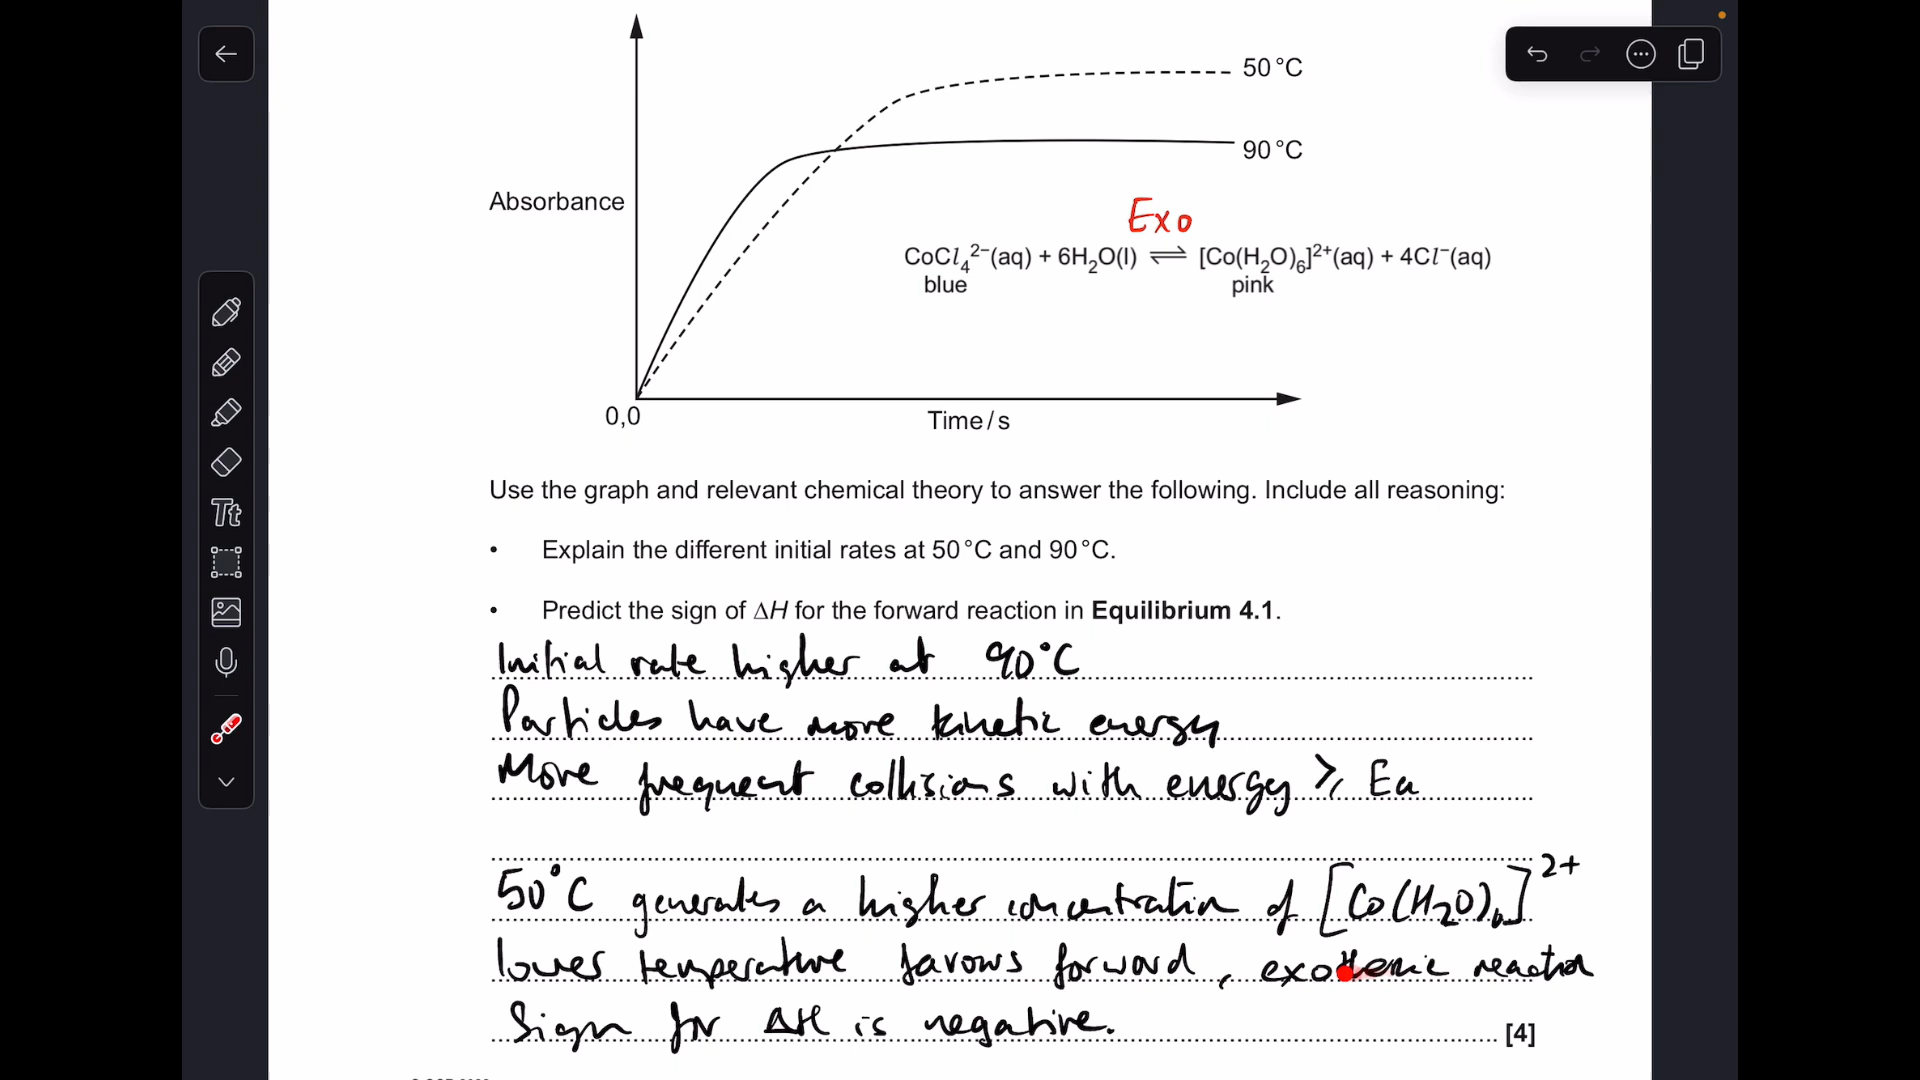 50°C
90°C
Absorbance
Exo
CoCl₄²⁻(aq) + 6H₂O(l) ⇌ [Co(H₂O)₆]²⁺(aq) + 4Cl⁻(aq)
blue pink
0,0
Time / s
Use the graph and relevant chemical theory to answer the following. Include all reasoning:
• Explain the different initial rates at 50°C and 90°C.
• Predict the sign of ΔH for the forward reaction in Equilibrium 4.1.
Initial rate higher at 90°C
Particles have more kinetic energy
More frequent collisions with energy ⩾ Ea
50°C generates a higher concentration of [Co(H₂O)₆]²⁺
lower temperature favours forward, exothermic reaction
Sign for ΔH is negative.
[4]
Tt